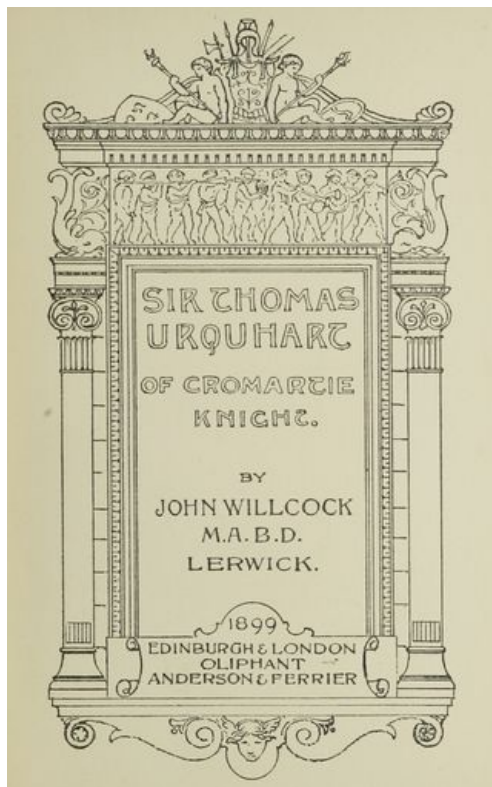 SIR THOMAS
URQUHART
OF CROMARTIE
KNIGHT.
BY
JOHN WILLCOCK
M.A. B.D.
LERWICK.
1899
EDINBURGH & LONDON
OLIPHANT
ANDERSON & FERRIER